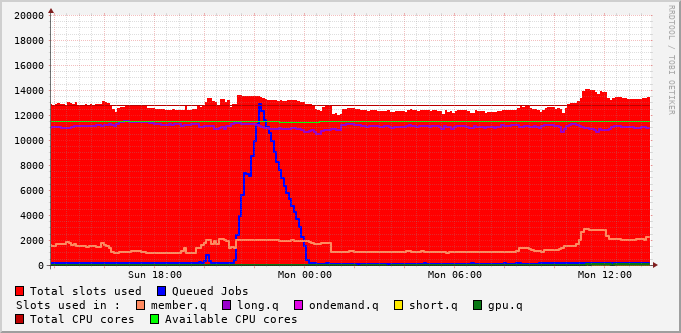 20000
18000
16000
14000
12000
10000
8000
6000
4000
2000
0
Sun 18:00 Mon 00:00 Mon 06:00 Mon 12:00
RRDTOOL / TOBI OETIKER
Total slots used Queued Jobs
Slots used in : member.q long.q ondemand.q short.q gpu.q
Total CPU cores Available CPU cores